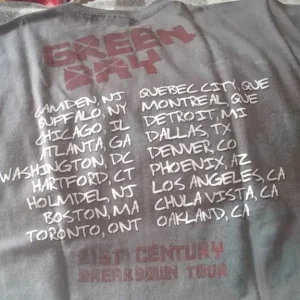 GREEN
DAY
CAMDEN, NJ
BUFFALO, NY
CHICAGO, IL
ATLANTA, GA
WASHINGTON, DC
HARTFORD, CT
HOLMDEL, NJ
BOSTON, MA
TORONTO, ONT
QUEBEC CITY, QUE
MONTREAL, QUE
DETROIT, MI
DALLAS, TX
DENVER, CO
PHOENIX, AZ
LOS ANGELES, CA
CHULA VISTA, CA
OAKLAND, CA
21ST CENTURY
BREAKDOWN TOUR